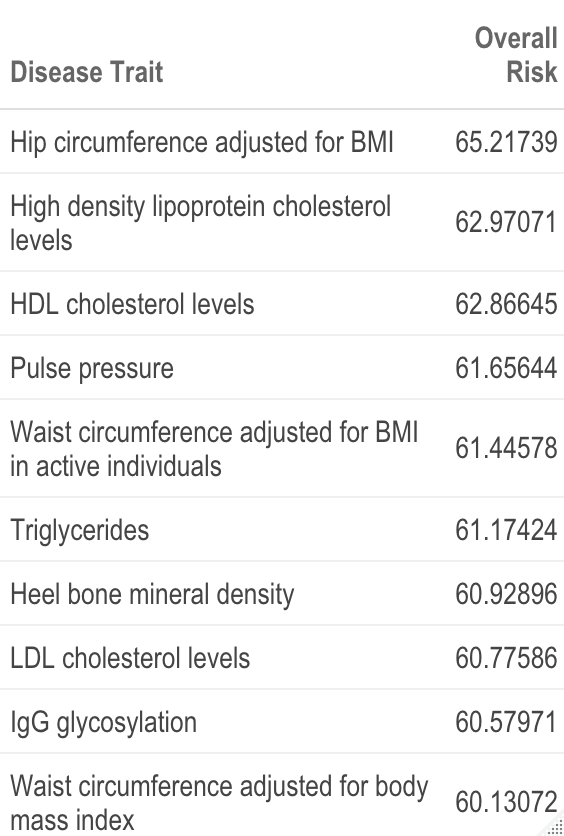 Disease Trait Overall
Risk
Hip circumference adjusted for BMI 65.21739
High density lipoprotein cholesterol
levels 62.97071
HDL cholesterol levels 62.86645
Pulse pressure 61.65644
Waist circumference adjusted for BMI
in active individuals 61.44578
Triglycerides 61.17424
Heel bone mineral density 60.92896
LDL cholesterol levels 60.77586
IgG glycosylation 60.57971
Waist circumference adjusted for body
mass index 60.13072